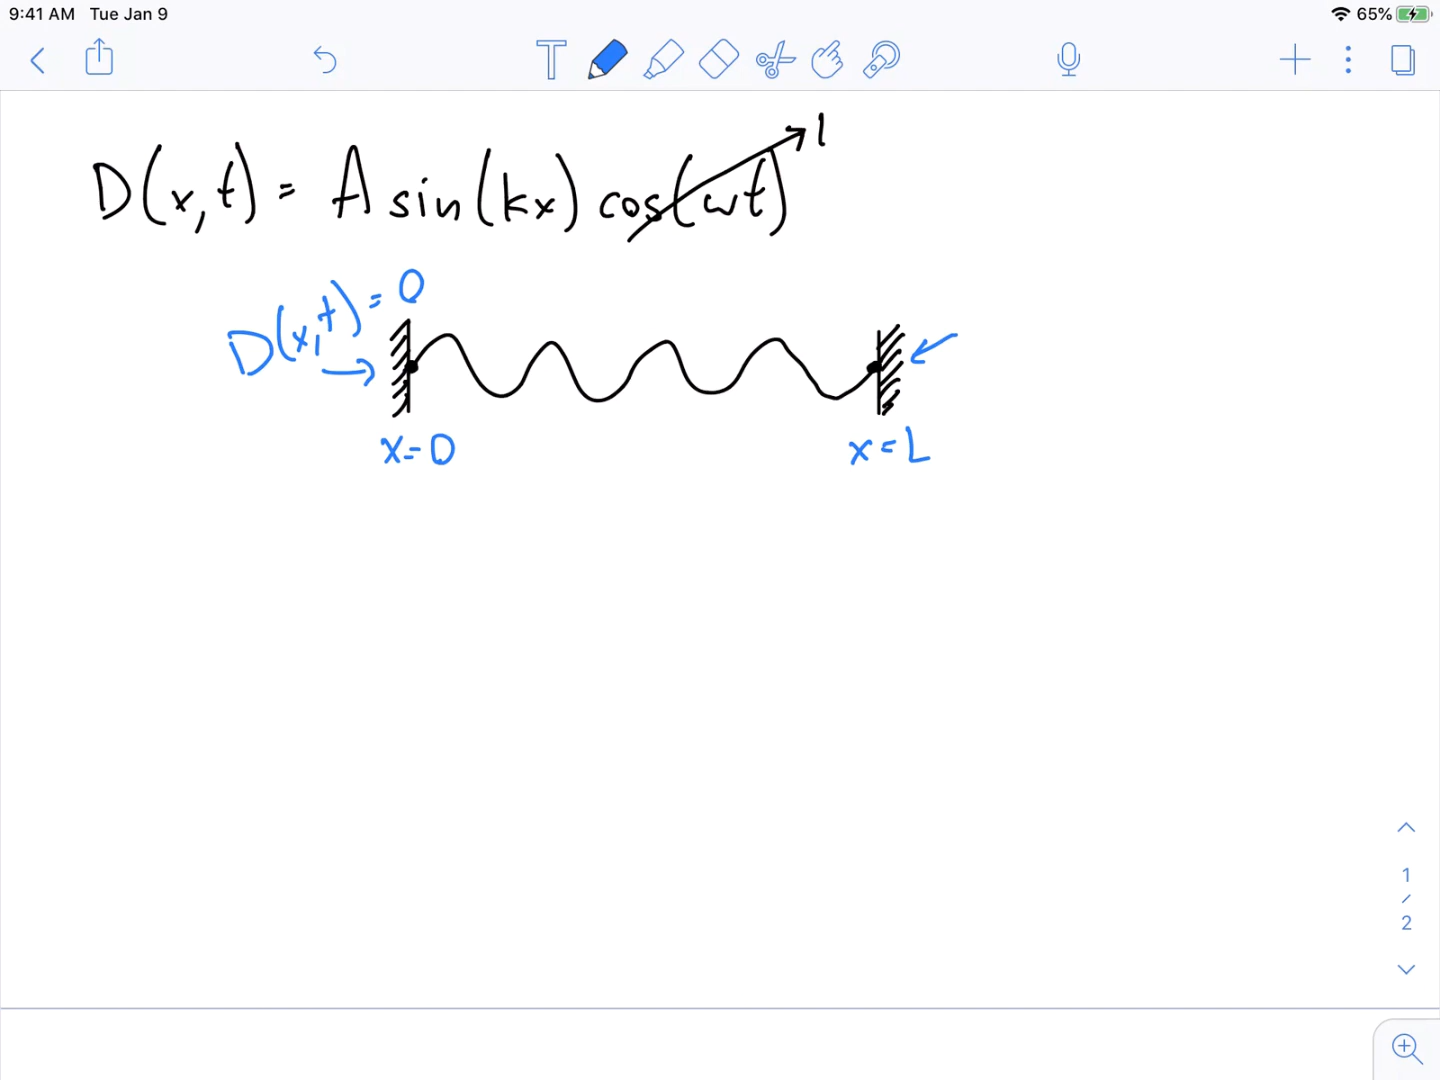 9:41 AM Tue Jan 9
65%
T
D(x,t) = A sin(kx) cos(ωt) 1
D(x,t) = 0
x=0
x=L
1
/
2